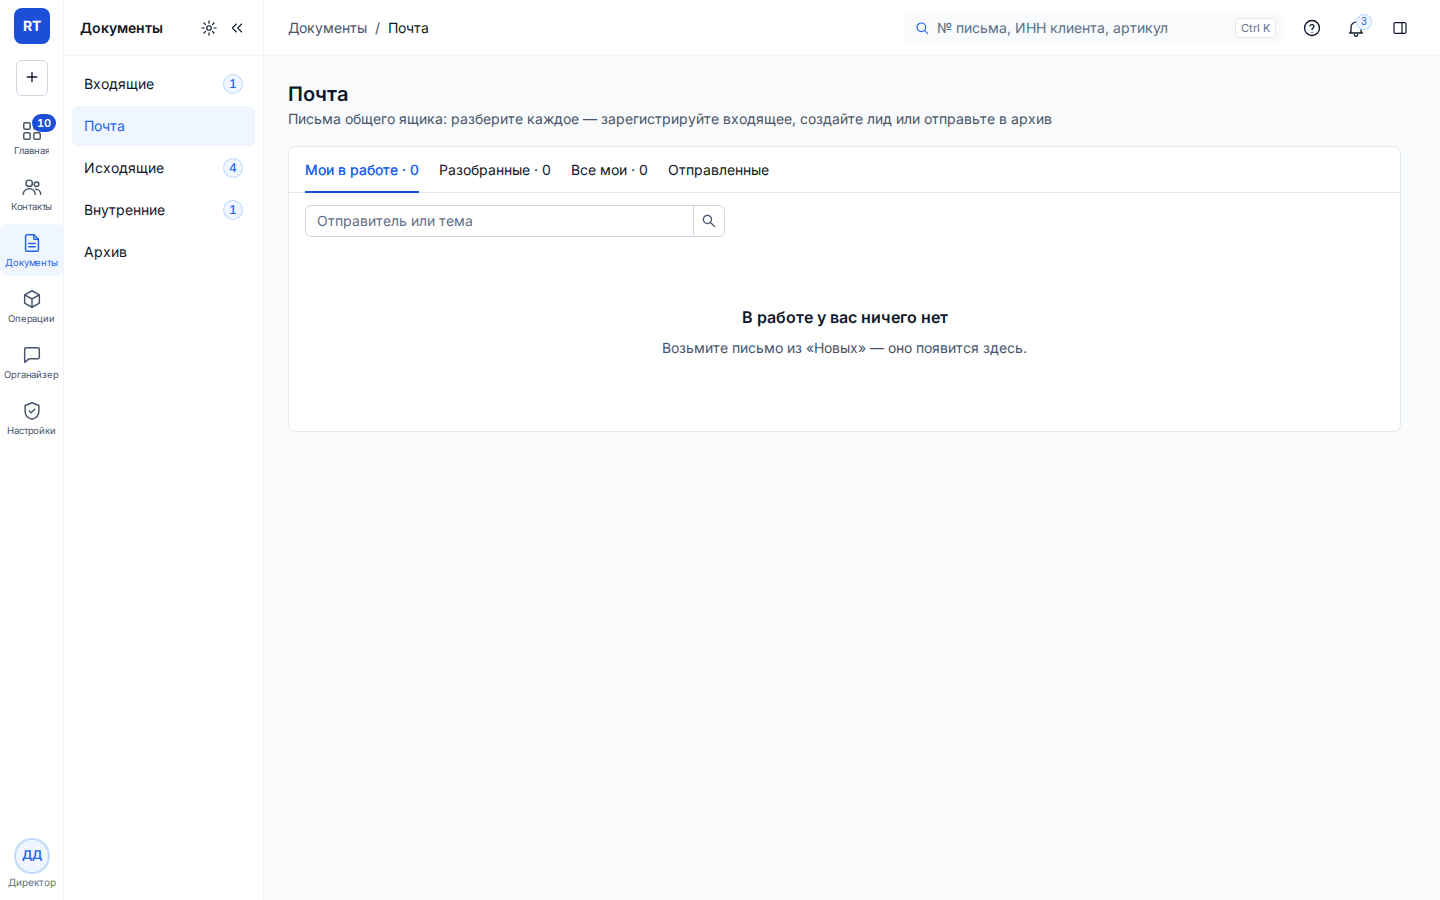 RT
10
Главная
Контакты
Документы
Операции
Органайзер
Настройки
ДД
Директор
Документы
Входящие 1
Почта
Исходящие 4
Внутренние 1
Архив
Документы / Почта
№ письма, ИНН клиента, артикул Ctrl K
3
Почта
Письма общего ящика: разберите каждое — зарегистрируйте входящее, создайте лид или отправьте в архив
Мои в работе · 0 Разобранные · 0 Все мои · 0 Отправленные
Отправитель или тема
В работе у вас ничего нет
Возьмите письмо из «Новых» — оно появится здесь.